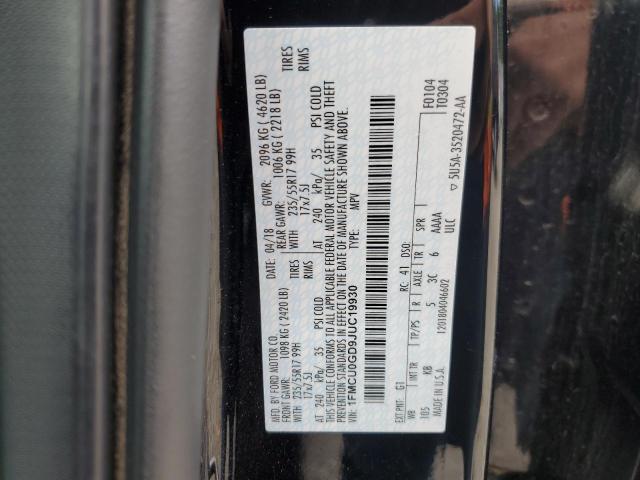 MFD. BY FORD MOTOR CO.
DATE: 04/18 GVWR: 2096 KG ( 4620 LB)
FRONT GAWR: 1098 KG ( 2420 LB) REAR GAWR: 1006 KG ( 2218 LB)
WITH 235/55R17 99H TIRES WITH 235/55R17 99H TIRES
17x7.5J RIMS 17x7.5J RIMS
AT 240 kPa/ 35 PSI COLD AT 240 kPa/ 35 PSI COLD
THIS VEHICLE CONFORMS TO ALL APPLICABLE FEDERAL MOTOR VEHICLE SAFETY AND THEFT
PREVENTION STANDARDS IN EFFECT ON THE DATE OF MANUFACTURE SHOWN ABOVE.
VIN: 1FMCU0GD9JUC19930 TYPE: MPV
F0104
T0304
EXT PNT: G1 RC: 41 DSO:
WB INT TR TP/PS R AXLE TR SPR
105 KB 5 3C 6 AAAA
ULC
MADE IN U.S.A. 1201804046602
5U5A-3520472-AA